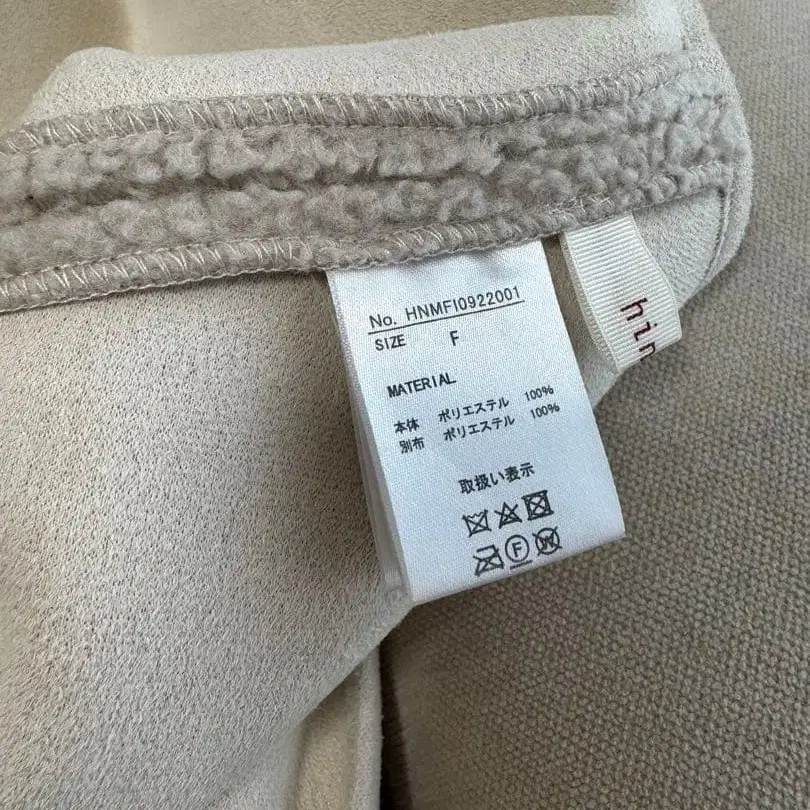 No. HNMFI0922001
SIZE F
MATERIAL
本体 ポリエステル 100%
別布 ポリエステル 100%
取扱い表示
F W
hin